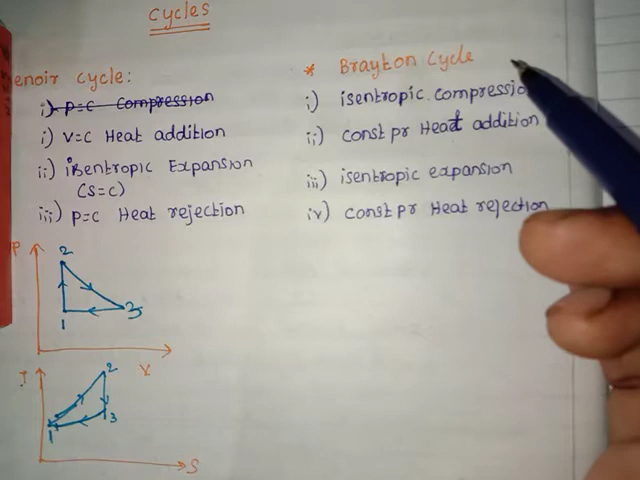 cycles
enoir cycle:
i) p=c Compression
i) V=c Heat addition
ii) isentropic Expansion
(s=c)
iii) p=c Heat rejection
* Brayton Cycle
i) isentropic compressio
ii) const pr Heat addition
iii) isentropic expansion
iv) const pr Heat rejection
P
2
1
3
V
T
2
3
1
S